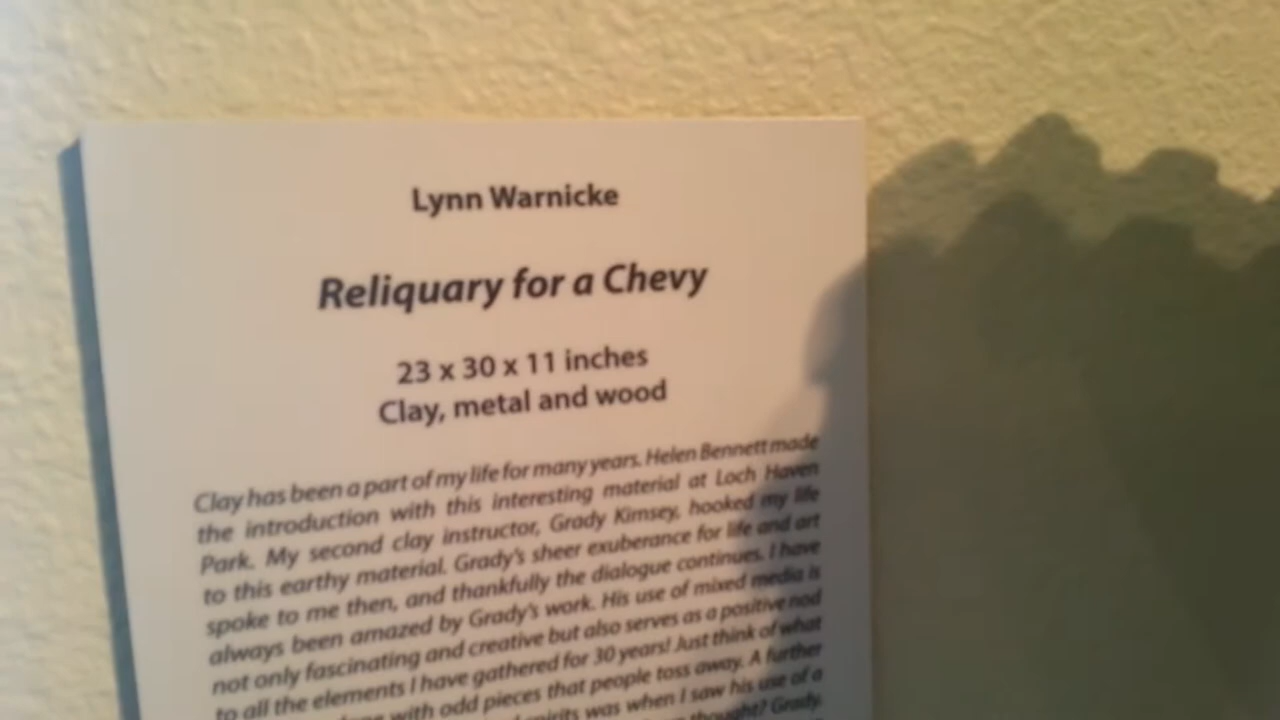 Lynn Warnicke
Reliquary for a Chevy
23 x 30 x 11 inches
Clay, metal and wood
Clay has been a part of my life for many years. Helen Bennett made
the introduction with this interesting material at Loch Haven
Park. My second clay instructor, Grady Kimsey, hooked my life
to this earthy material. Grady's sheer exuberance for life and art
spoke to me then, and thankfully the dialogue continues. I have
always been amazed by Grady's work. His use of mixed media is
not only fascinating and creative but also serves as a positive nod
to all the elements I have gathered for 30 years! Just think of what
with odd pieces that people toss away. A further
spirits was when I saw his use of a
thought? Grady